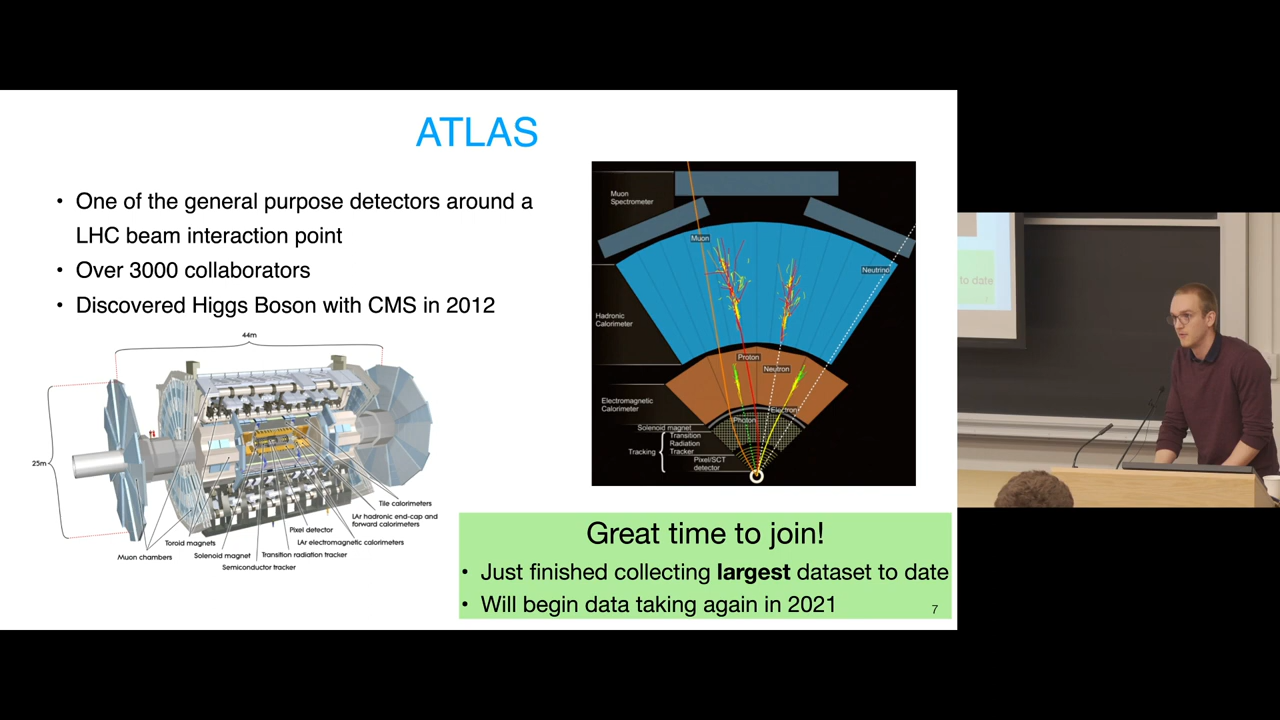 ATLAS
• One of the general purpose detectors around a
LHC beam interaction point
• Over 3000 collaborators
• Discovered Higgs Boson with CMS in 2012
44m
25m
Tile calorimeters
LAr hadronic end-cap and
forward calorimeters
Pixel detector
LAr electromagnetic calorimeters
Toroid magnets
Muon chambers
Solenoid magnet
Transition radiation tracker
Semiconductor tracker
Muon
Spectrometer
Muon
Neutrino
Hadronic
Calorimeter
Proton
Neutron
Electromagnetic
Calorimeter
Electron
Photon
Solenoid magnet
Tracking
Transition
Radiation
Tracker
Pixel/SCT
detector
Great time to join!
• Just finished collecting largest dataset to date
• Will begin data taking again in 2021
7
to date